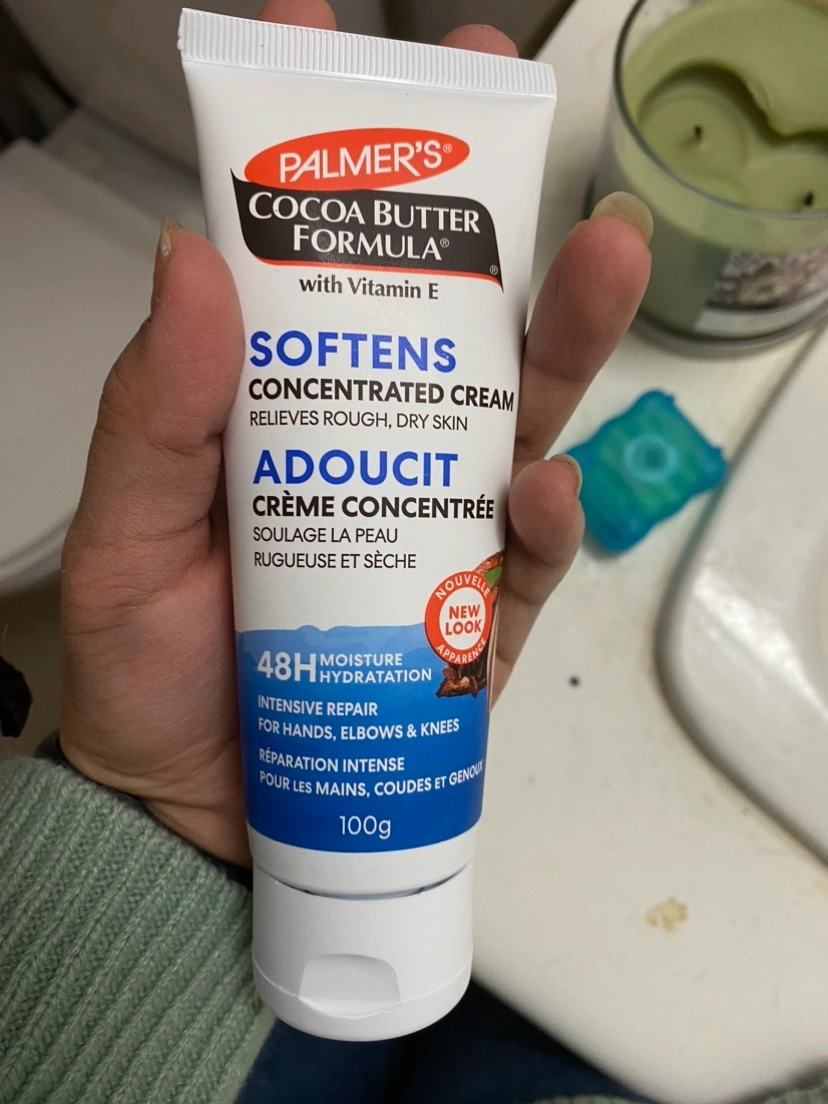 PALMER'S®
COCOA BUTTER
FORMULA®
®
with Vitamin E
SOFTENS
CONCENTRATED CREAM
RELIEVES ROUGH, DRY SKIN
ADOUCIT
CRÈME CONCENTRÉE
SOULAGE LA PEAU
RUGUEUSE ET SÈCHE
NOUVELLE
NEW
LOOK
APPARENCE
48H MOISTURE
HYDRATATION
INTENSIVE REPAIR
FOR HANDS, ELBOWS & KNEES
RÉPARATION INTENSE
POUR LES MAINS, COUDES ET GENOUX
100g